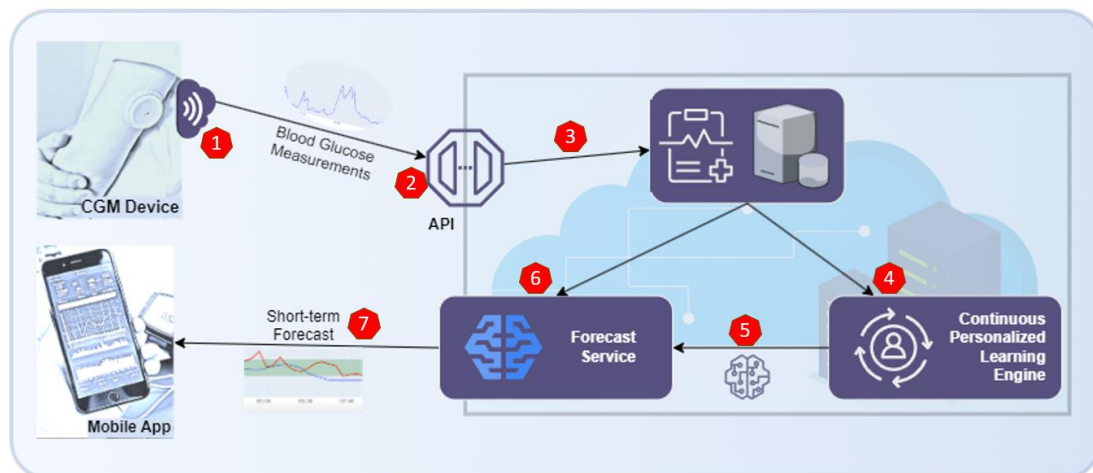 1
Blood Glucose
Measurements
2
API
3
CGM Device
4
5
6
Short-term
Forecast
7
Forecast
Service
Continuous
Personalized
Learning
Engine
Mobile App